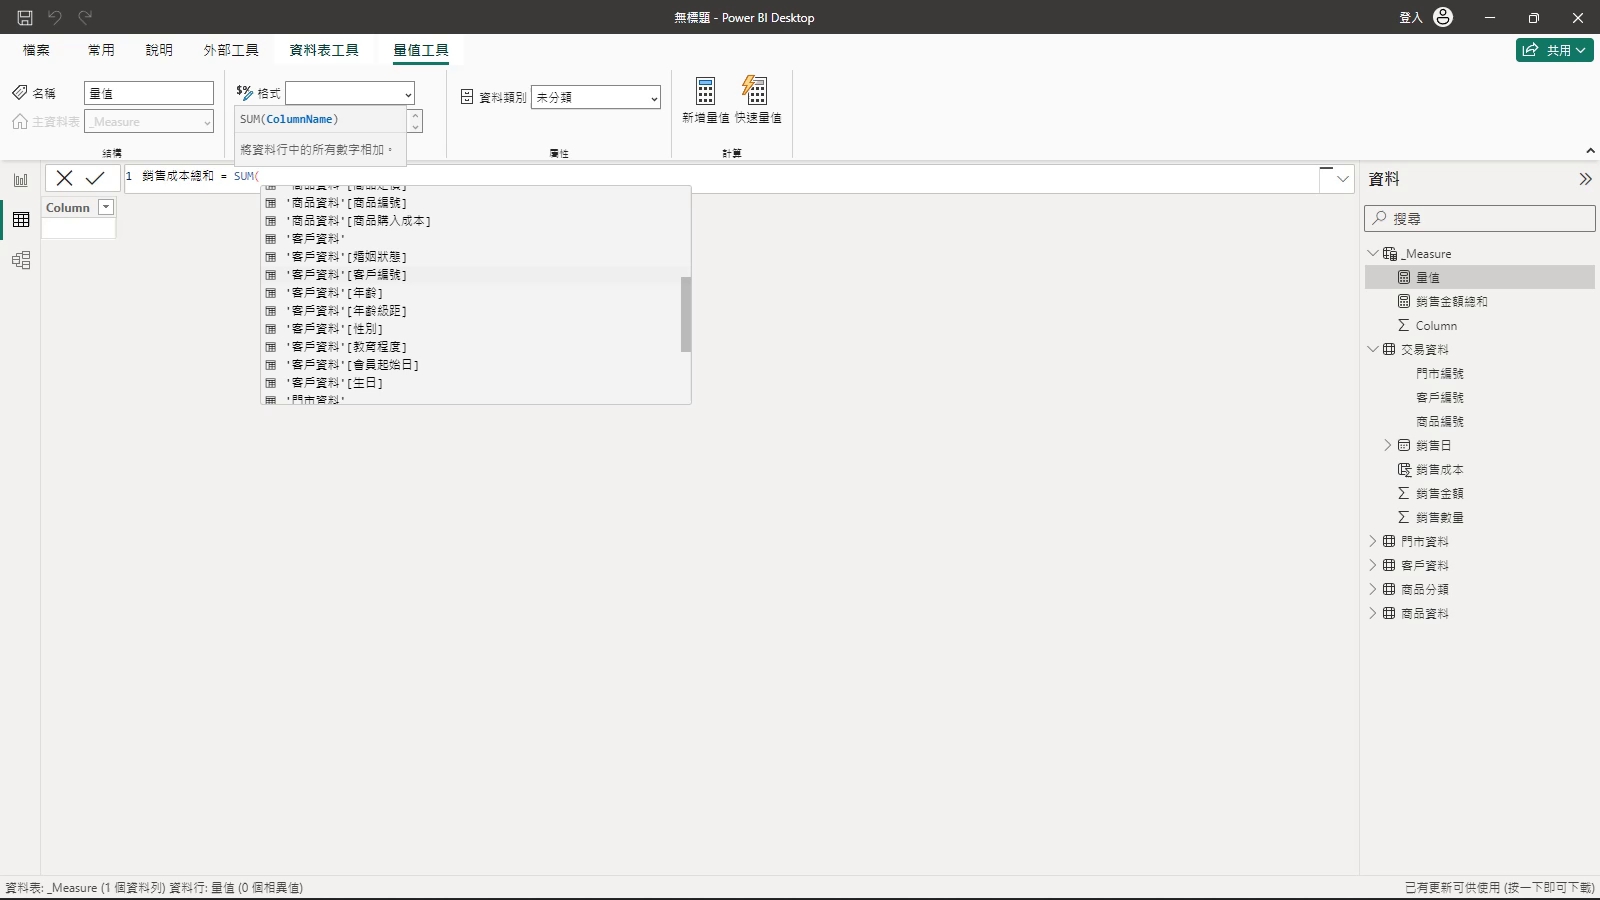 無標題 - Power BI Desktop
登入
檔案 常用 說明 外部工具 資料表工具 量值工具
共用
名稱 量值
格式
資料類別 未分類
主資料表 _Measure
SUM(ColumnName)
將資料行中的所有數字相加。
新增量值 快速量值
結構
屬性
計算
1 銷售成本總和 = SUM(
Column
'商品資料'[商品定價]
'商品資料'[商品編號]
'商品資料'[商品購入成本]
'客戶資料'
'客戶資料'[婚姻狀態]
'客戶資料'[客戶編號]
'客戶資料'[年齡]
'客戶資料'[年齡級距]
'客戶資料'[性別]
'客戶資料'[教育程度]
'客戶資料'[會員起始日]
'客戶資料'[生日]
'門市資料'
資料
搜尋
_Measure
量值
銷售金額總和
Column
交易資料
門市編號
客戶編號
商品編號
銷售日
銷售成本
銷售金額
銷售數量
門市資料
客戶資料
商品分類
商品資料
資料表: _Measure (1 個資料列) 資料行: 量值 (0 個相異值)
已有更新可供使用 (按一下即可下載)